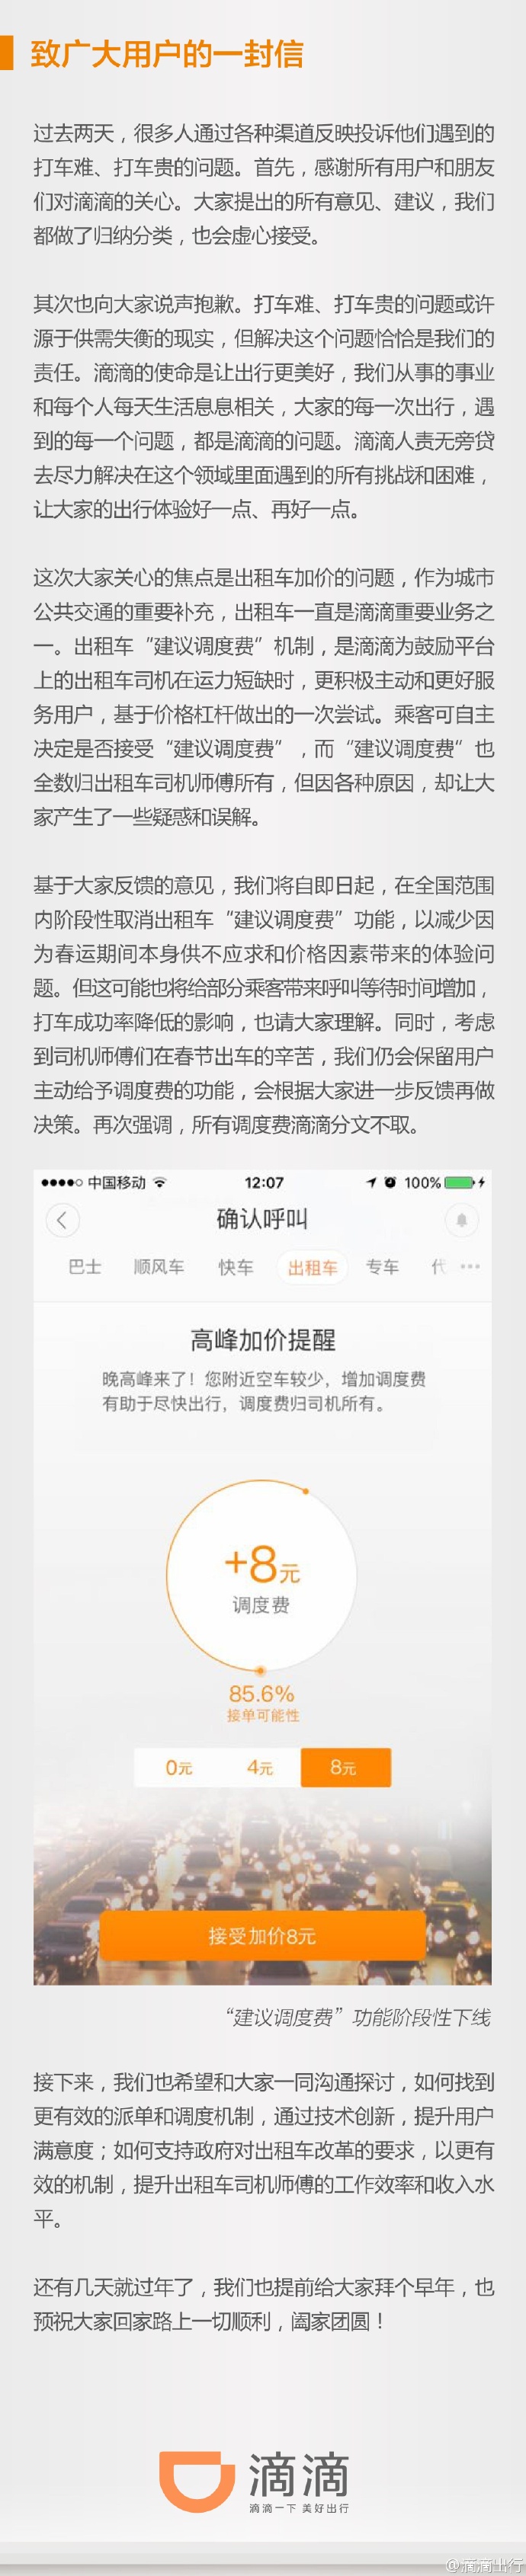 致广大用户的一封信
过去两天，很多人通过各种渠道反映投诉他们遇到的
打车难、打车贵的问题。首先，感谢所有用户和朋友
们对滴滴的关心。大家提出的所有意见、建议，我们
都做了归纳分类，也会虚心接受。
其次也向大家说声抱歉。打车难、打车贵的问题或许
源于供需失衡的现实，但解决这个问题恰恰是我们的
责任。滴滴的使命是让出行更美好，我们从事的事业
和每个人每天生活息息相关，大家的每一次出行，遇
到的每一个问题，都是滴滴的问题。滴滴人责无旁贷
去尽力解决在这个领域里面遇到的所有挑战和困难，
让大家的出行体验好一点、再好一点。
这次大家关心的焦点是出租车加价的问题，作为城市
公共交通的重要补充，出租车一直是滴滴重要业务之
一。出租车“建议调度费”机制，是滴滴为鼓励平台
上的出租车司机在运力短缺时，更积极主动和更好服
务用户，基于价格杠杆做出的一次尝试。乘客可自主
决定是否接受“建议调度费”，而“建议调度费”也
全数归出租车司机师傅所有，但因各种原因，却让大
家产生了一些疑惑和误解。
基于大家反馈的意见，我们将自即日起，在全国范围
内阶段性取消出租车“建议调度费”功能，以减少因
为春运期间本身供不应求和价格因素带来的体验问
题。但这可能也将给部分乘客带来呼叫等待时间增加，
打车成功率降低的影响，也请大家理解。同时，考虑
到司机师傅们在春节出车的辛苦，我们仍会保留用户
主动给予调度费的功能，会根据大家进一步反馈再做
决策。再次强调，所有调度费滴滴分文不取。
中国移动 12:07 100%
确认呼叫
巴士 顺风车 快车 出租车 专车 代 ···
高峰加价提醒
晚高峰来了！您附近空车较少，增加调度费
有助于尽快出行，调度费归司机所有。
+8元
调度费
85.6%
接单可能性
0元 4元 8元
接受加价8元
“建议调度费”功能阶段性下线
接下来，我们也希望和大家一同沟通探讨，如何找到
更有效的派单和调度机制，通过技术创新，提升用户
满意度；如何支持政府对出租车改革的要求，以更有
效的机制，提升出租车司机师傅的工作效率和收入水
平。
还有几天就过年了，我们也提前给大家拜个早年，也
预祝大家回家路上一切顺利，阖家团圆！
滴滴
滴滴一下 美好出行
@滴滴出行